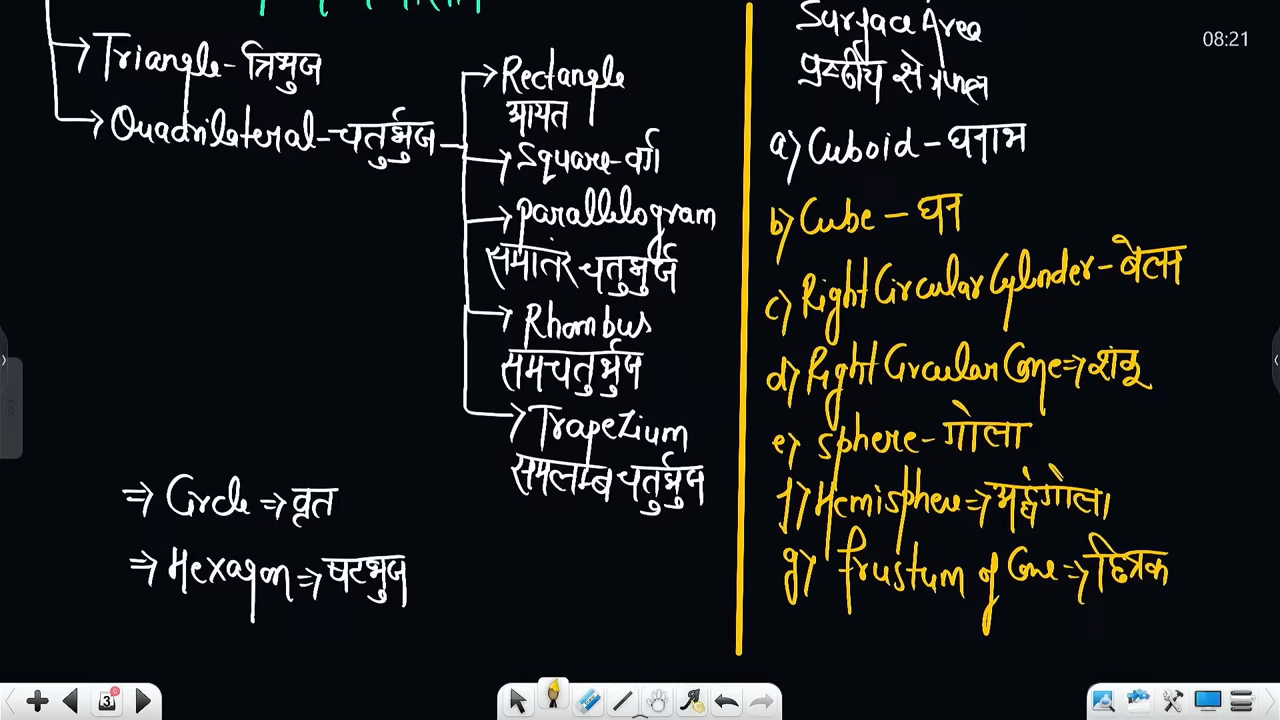 Triangle - त्रिभुज
Quadrilateral - चतुर्भुज
Rectangle
आयत
Square - वर्ग
Parallelogram
समांतर चतुर्भुज
Rhombus
समचतुर्भुज
Trapezium
समलम्ब चतुर्भुज
⇒ Circle ⇒ वृत
⇒ Hexagon ⇒ षटभुज
Surface Area
पृष्ठीय क्षेत्रफल
a) Cuboid - घनाभ
b) Cube - घन
c) Right Circular Cylinder - बेलन
d) Right Circular Cone ⇒ शंकु
e) Sphere - गोला
f) Hemisphere ⇒ अर्द्धगोला
g) frustum of Cone ⇒ छिन्नक
08:21
3
0